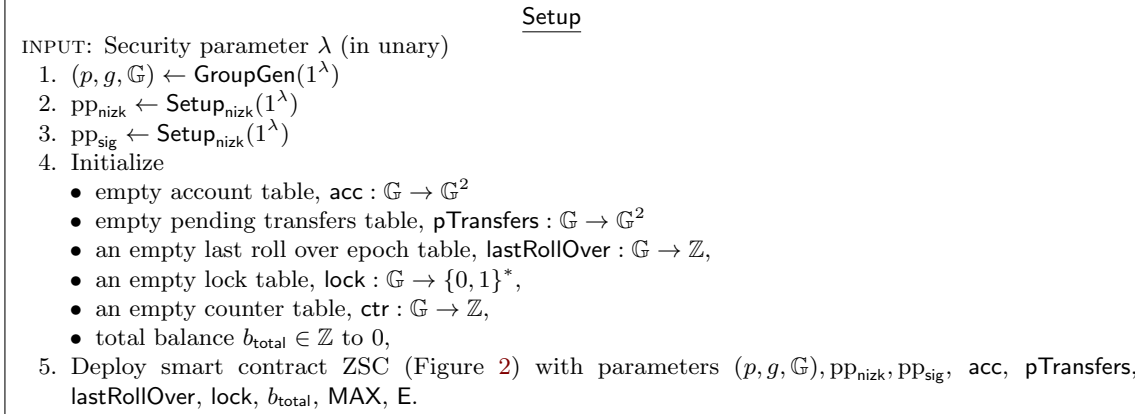 Setup
INPUT: Security parameter λ (in unary)
1. (p, g, 𝔾) ← GroupGen(1^λ)
2. pp_nizk ← Setup_nizk(1^λ)
3. pp_sig ← Setup_nizk(1^λ)
4. Initialize
• empty account table, acc : 𝔾 → 𝔾²
• empty pending transfers table, pTransfers : 𝔾 → 𝔾²
• an empty last roll over epoch table, lastRollOver : 𝔾 → ℤ,
• an empty lock table, lock : 𝔾 → {0, 1}*,
• an empty counter table, ctr : 𝔾 → ℤ,
• total balance b_total ∈ ℤ to 0,
5. Deploy smart contract ZSC (Figure 2) with parameters (p, g, 𝔾), pp_nizk, pp_sig, acc, pTransfers,
lastRollOver, lock, b_total, MAX, E.